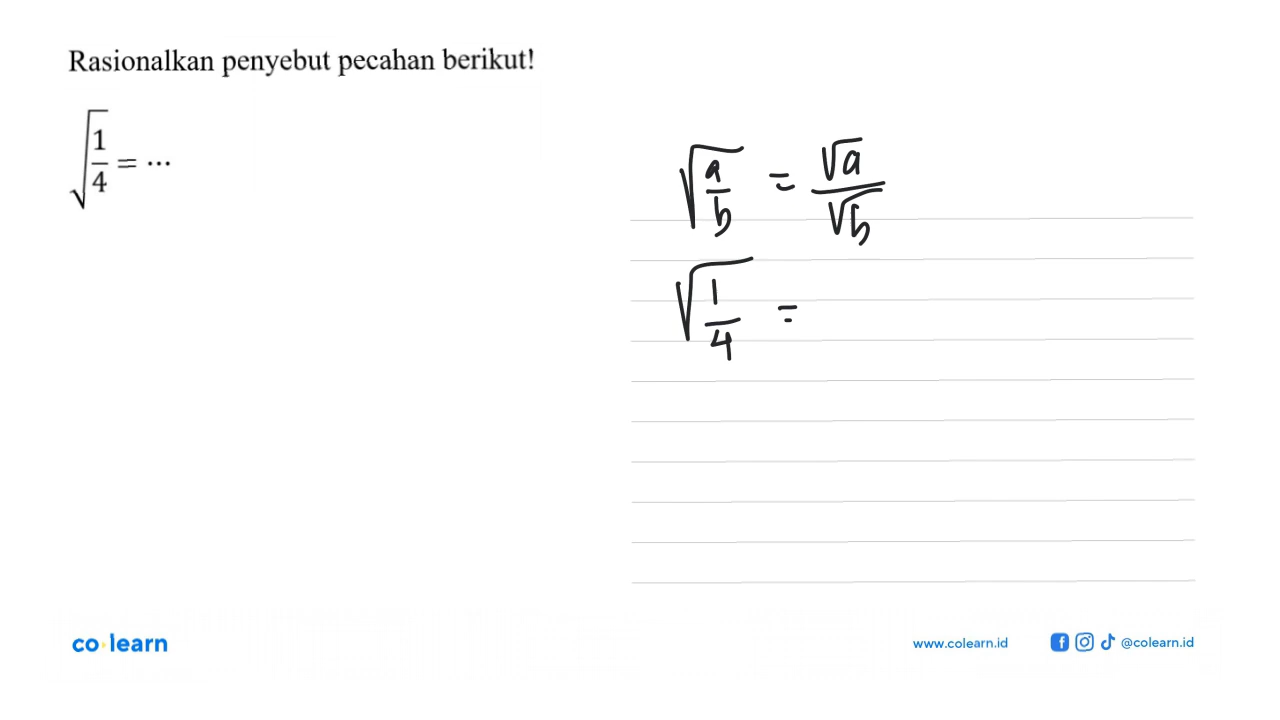 Rasionalkan penyebut pecahan berikut!
√(1/4) = ...
√(a/b) = √a/√b
√(1/4) =
co learn
www.colearn.id @colearn.id